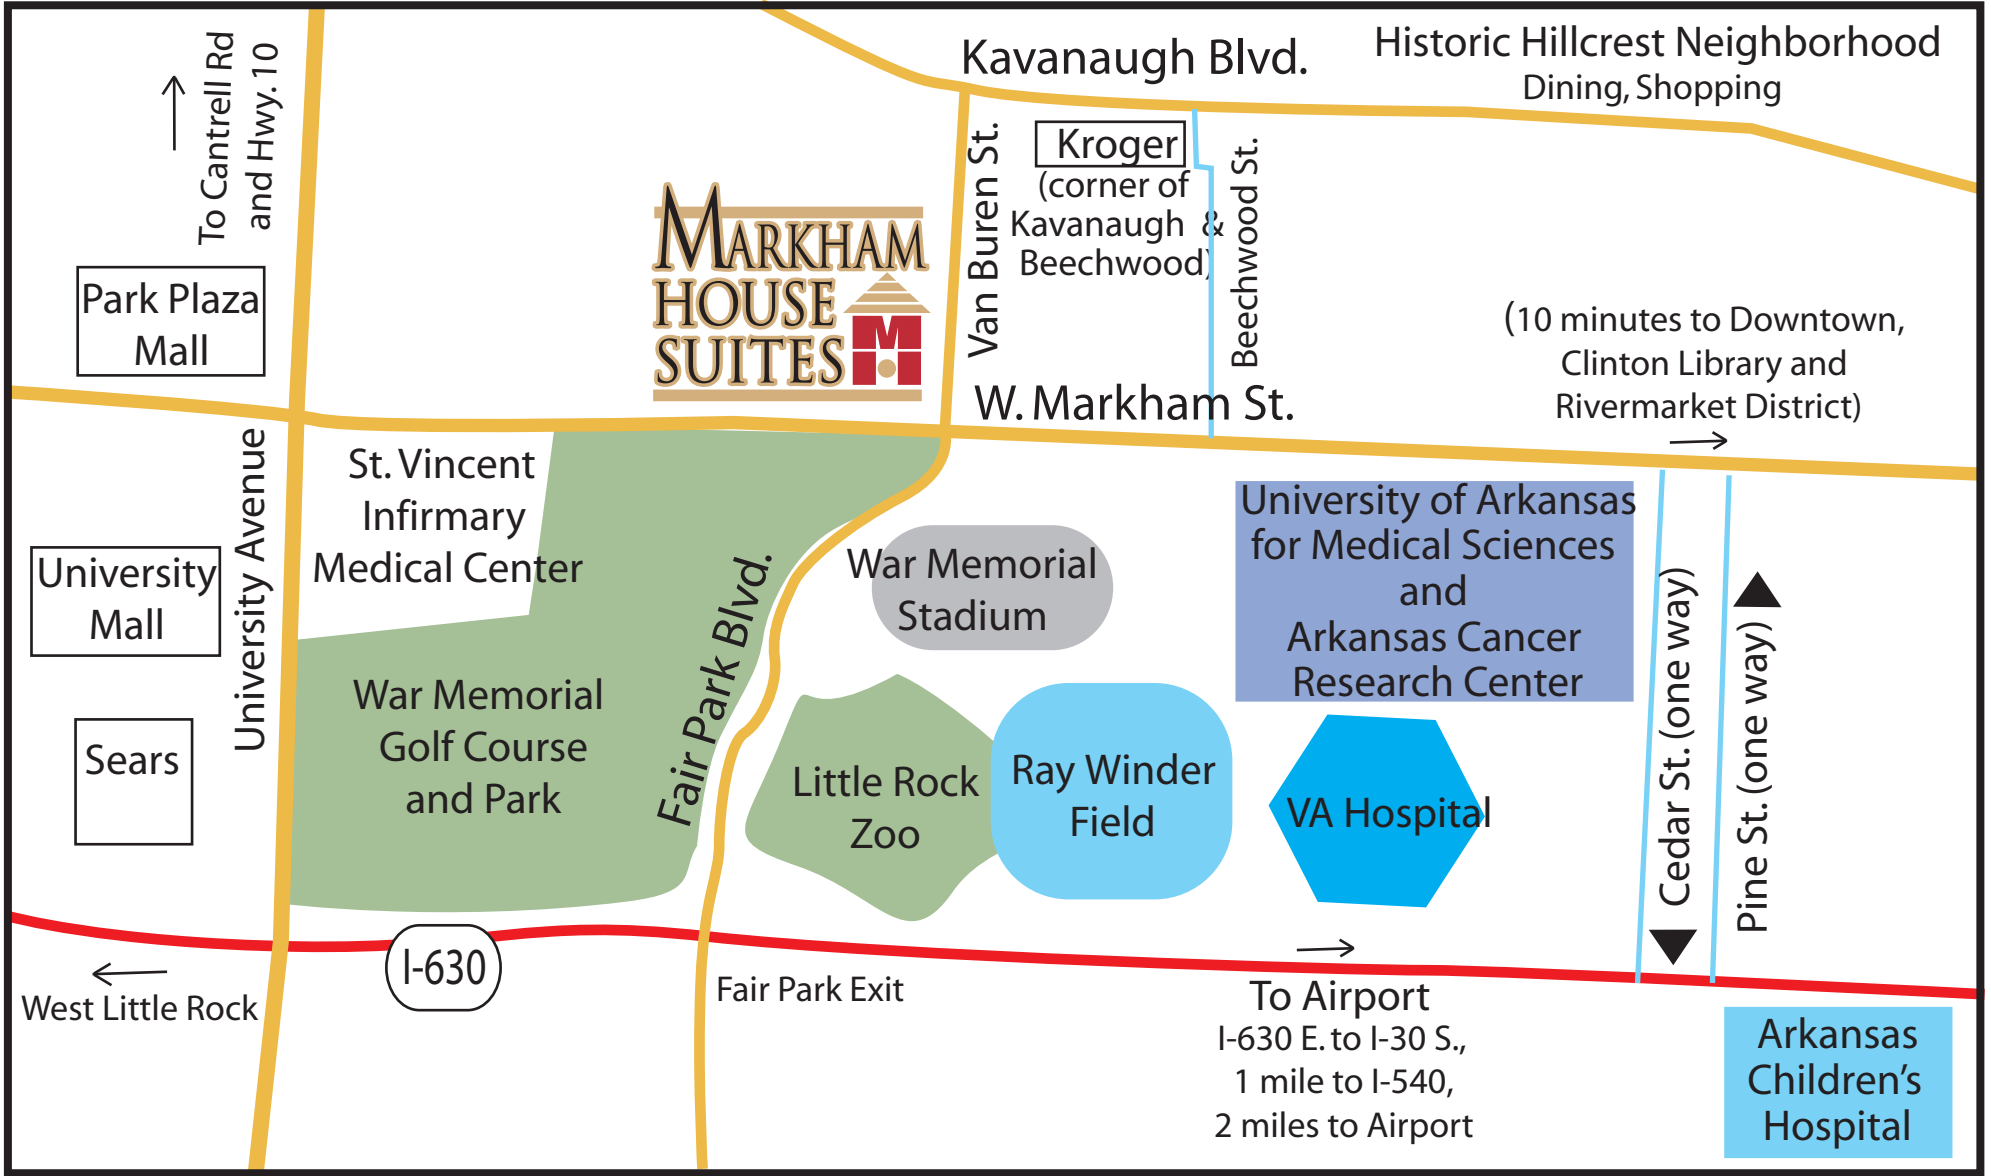 To Cantrell Rd
and Hwy. 10
Kavanaugh Blvd.
Historic Hillcrest Neighborhood
Dining, Shopping
Van Buren St.
Kroger
(corner of
Kavanaugh &
Beechwood)
Beechwood St.
MARKHAM
HOUSE
SUITES
M
Park Plaza
Mall
(10 minutes to Downtown,
Clinton Library and
Rivermarket District)
W. Markham St.
University Avenue
St. Vincent
Infirmary
Medical Center
University
Mall
Sears
War Memorial
Golf Course
and Park
Fair Park Blvd.
War Memorial
Stadium
Little Rock
Zoo
Ray Winder
Field
University of Arkansas
for Medical Sciences
and
Arkansas Cancer
Research Center
VA Hospital
Cedar St. (one way)
Pine St. (one way)
I-630
West Little Rock
Fair Park Exit
To Airport
I-630 E. to I-30 S.,
1 mile to I-540,
2 miles to Airport
Arkansas
Children's
Hospital